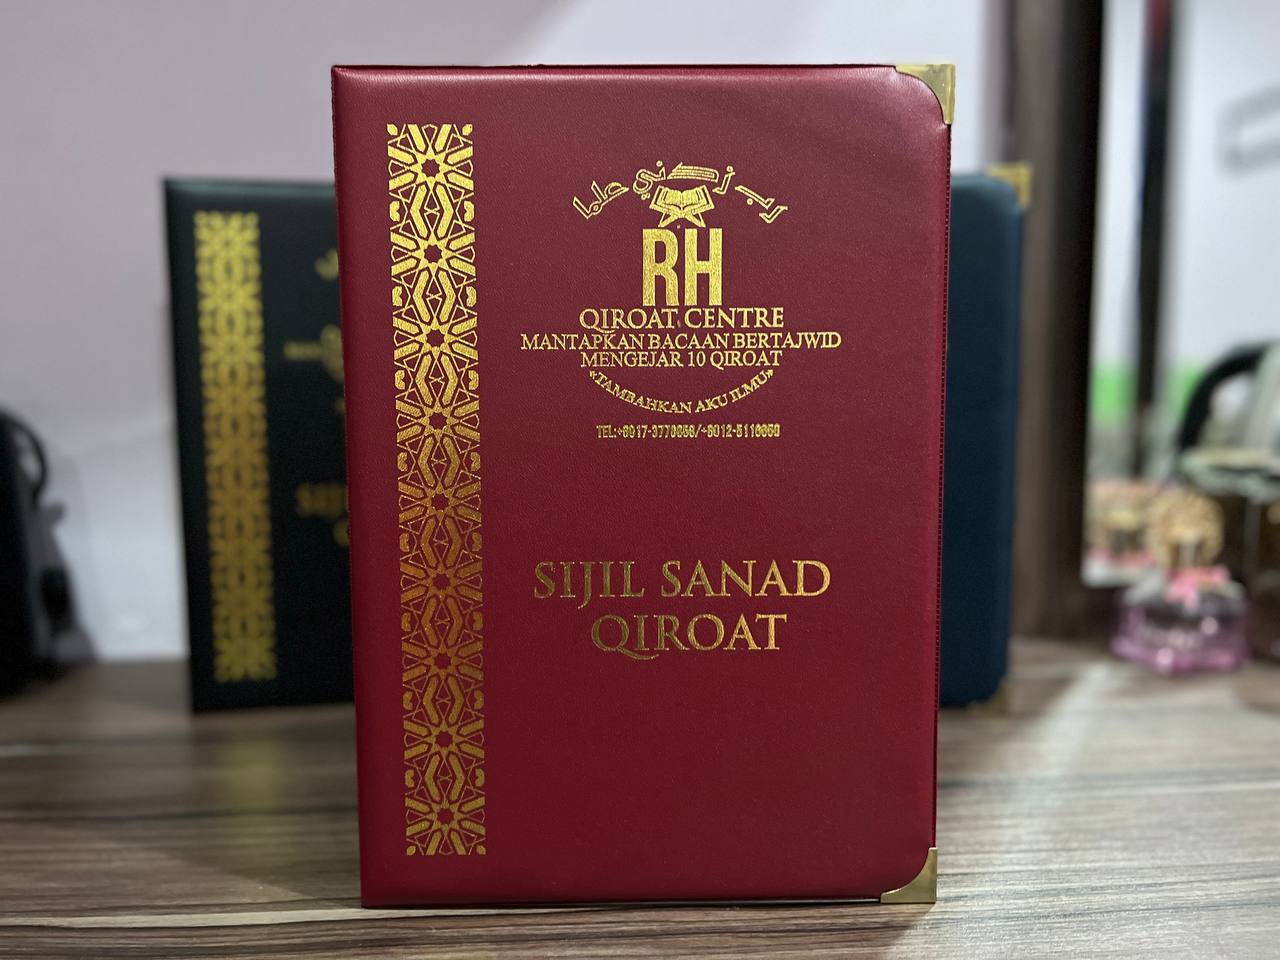 رب زدني علما
RH
QIROAT CENTRE
MANTAPKAN BACAAN BERTAJWID
MENGEJAR 10 QIROAT
"TAMBAHKAN AKU ILMU"
SIJIL SANAD
QIROAT